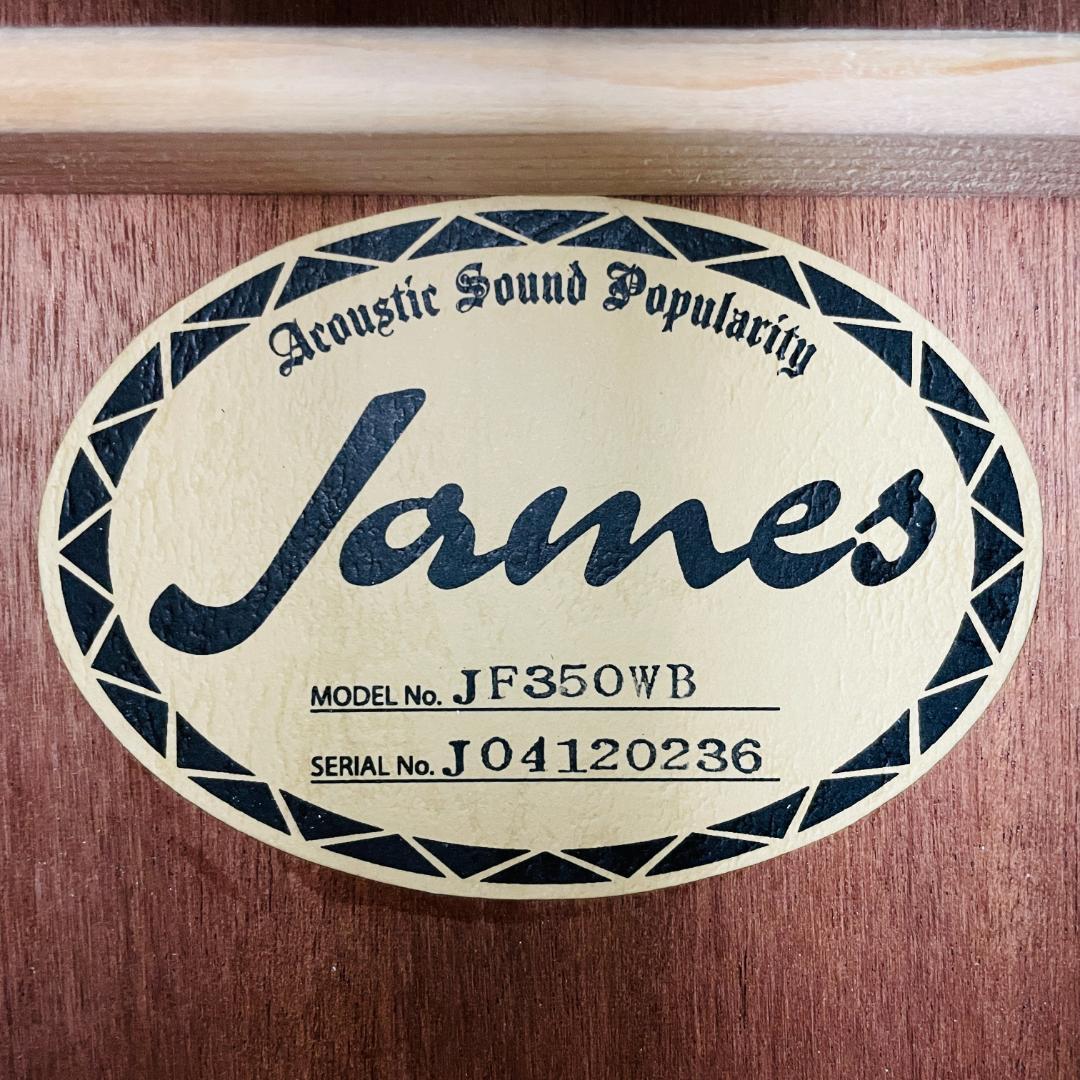 Acoustic Sound Popularity
James
MODEL No. JF350WB
SERIAL No. J04120236